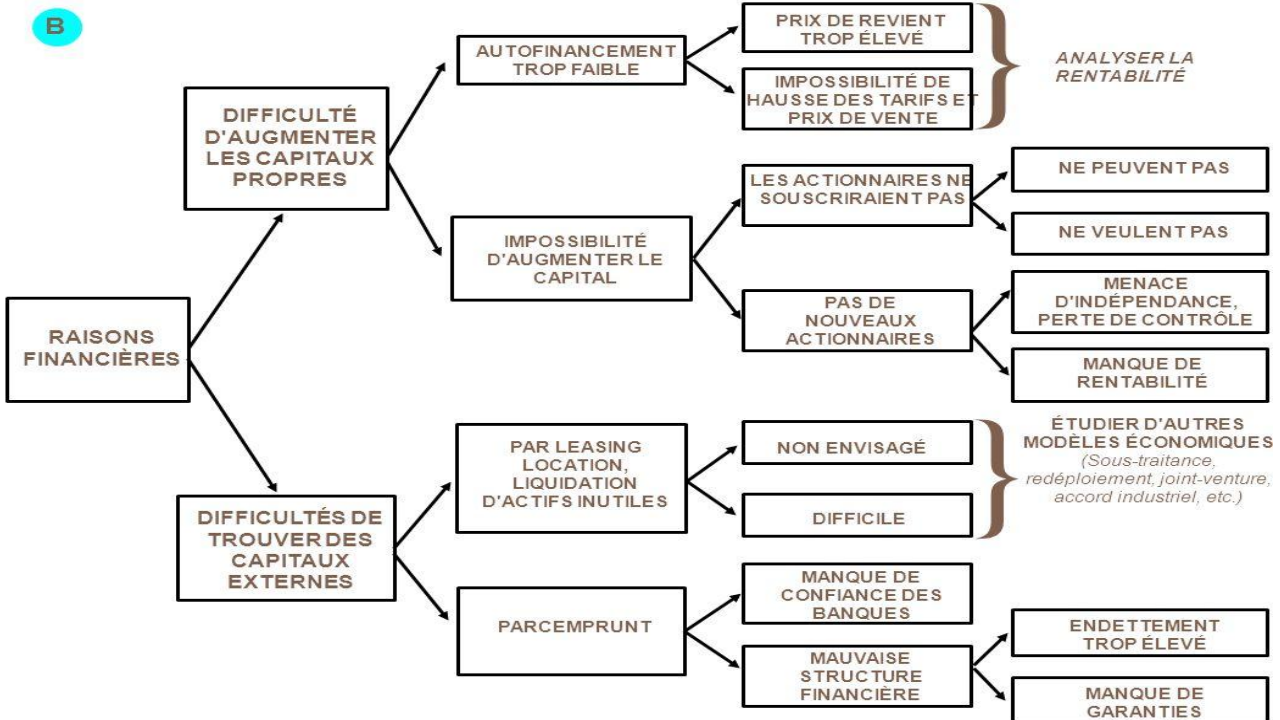 B
RAISONS
FINANCIÈRES
DIFFICULTÉ
D'AUGMENTER
LES CAPITAUX
PROPRES
AUTOFINANCEMENT
TROP FAIBLE
PRIX DE REVIENT
TROP ÉLEVÉ
IMPOSSIBILITÉ DE
HAUSSE DES TARIFS ET
PRIX DE VENTE
ANALYSER LA
RENTABILITÉ
IMPOSSIBILITÉ
D'AUGMENTER LE
CAPITAL
LES ACTIONNAIRES NE
SOUSCRIRAIENT PAS
NE PEUVENT PAS
NE VEULENT PAS
PAS DE
NOUVEAUX
ACTIONNAIRES
MENACE
D'INDÉPENDANCE,
PERTE DE CONTRÔLE
MANQUE DE
RENTABILITÉ
DIFFICULTÉS DE
TROUVER DES
CAPITAUX
EXTERNES
PAR LEASING
LOCATION,
LIQUIDATION
D'ACTIFS INUTILES
NON ENVISAGÉ
DIFFICILE
ÉTUDIER D'AUTRES
MODÈLES ÉCONOMIQUES
(Sous-traitance,
redéploiement, joint-venture,
accord industriel, etc.)
PARCEMPRUNT
MANQUE DE
CONFIANCE DES
BANQUES
MAUVAISE
STRUCTURE
FINANCIÈRE
ENDETTEMENT
TROP ÉLEVÉ
MANQUE DE
GARANTIES